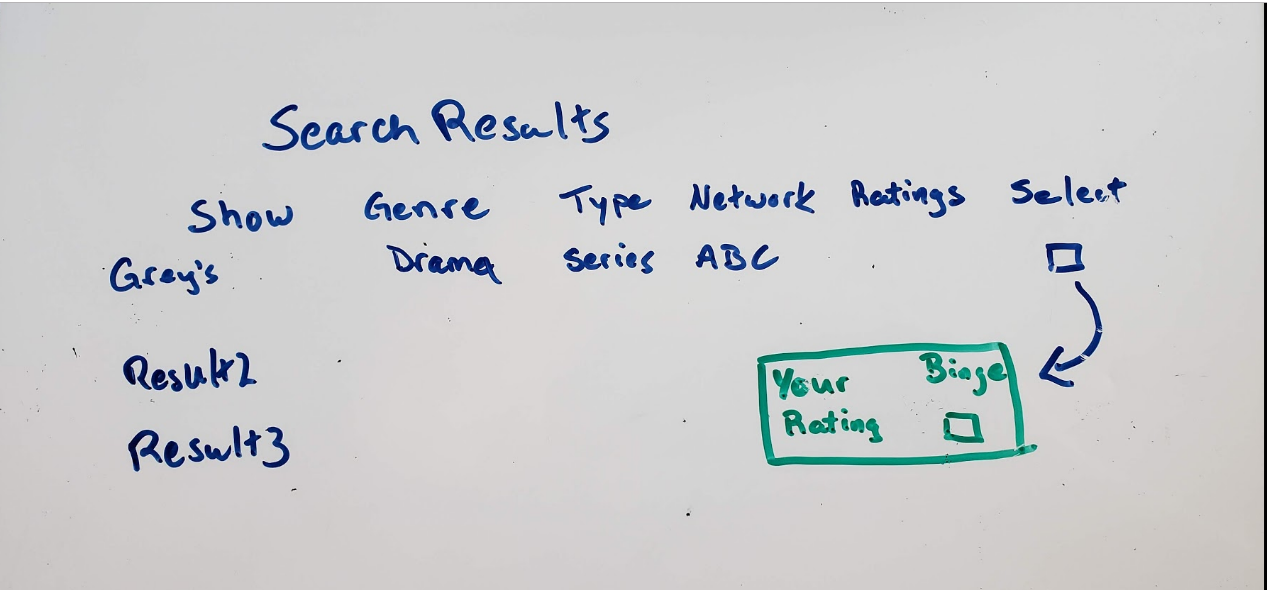 Search Results
Show Genre Type Network Ratings Select
Grey's Drama Series ABC
Result2
Result3
Your Binge
Rating